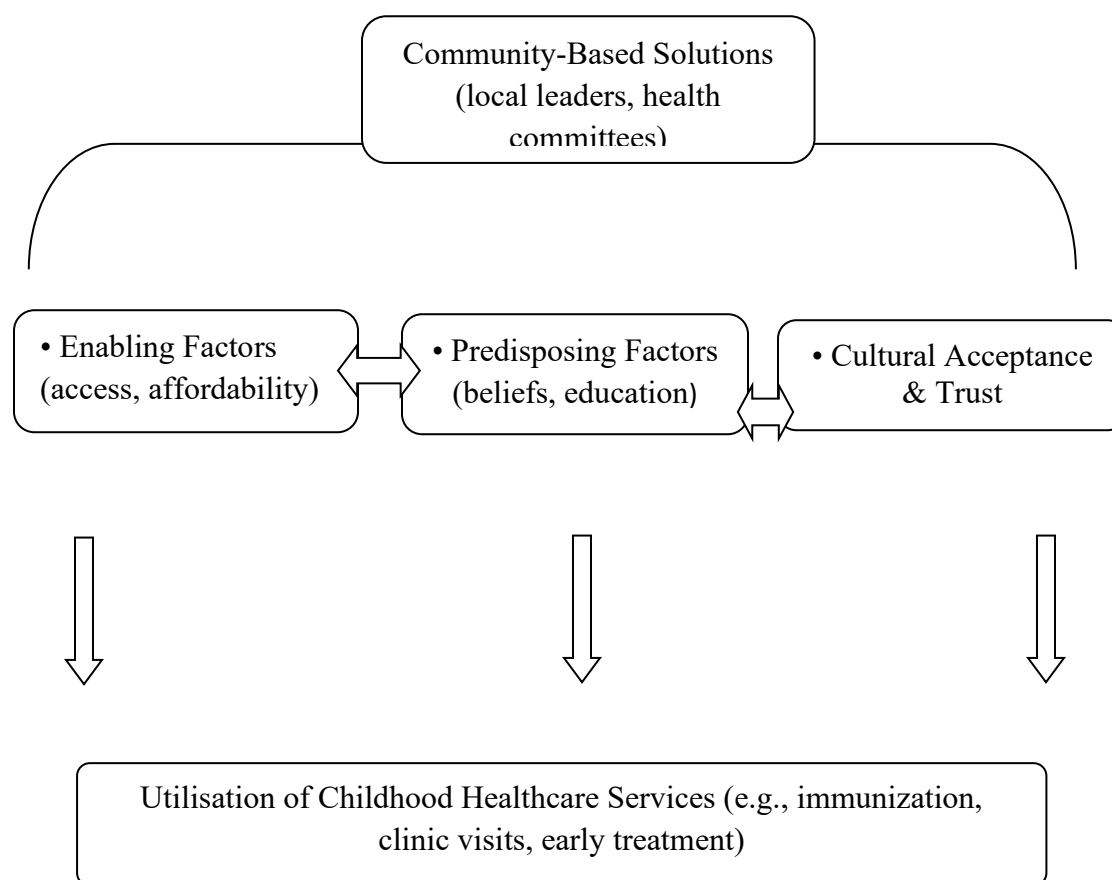 Community-Based Solutions
(local leaders, health
committees)
• Enabling Factors
(access, affordability)
• Predisposing Factors
(beliefs, education)
• Cultural Acceptance
& Trust
Utilisation of Childhood Healthcare Services (e.g., immunization,
clinic visits, early treatment)